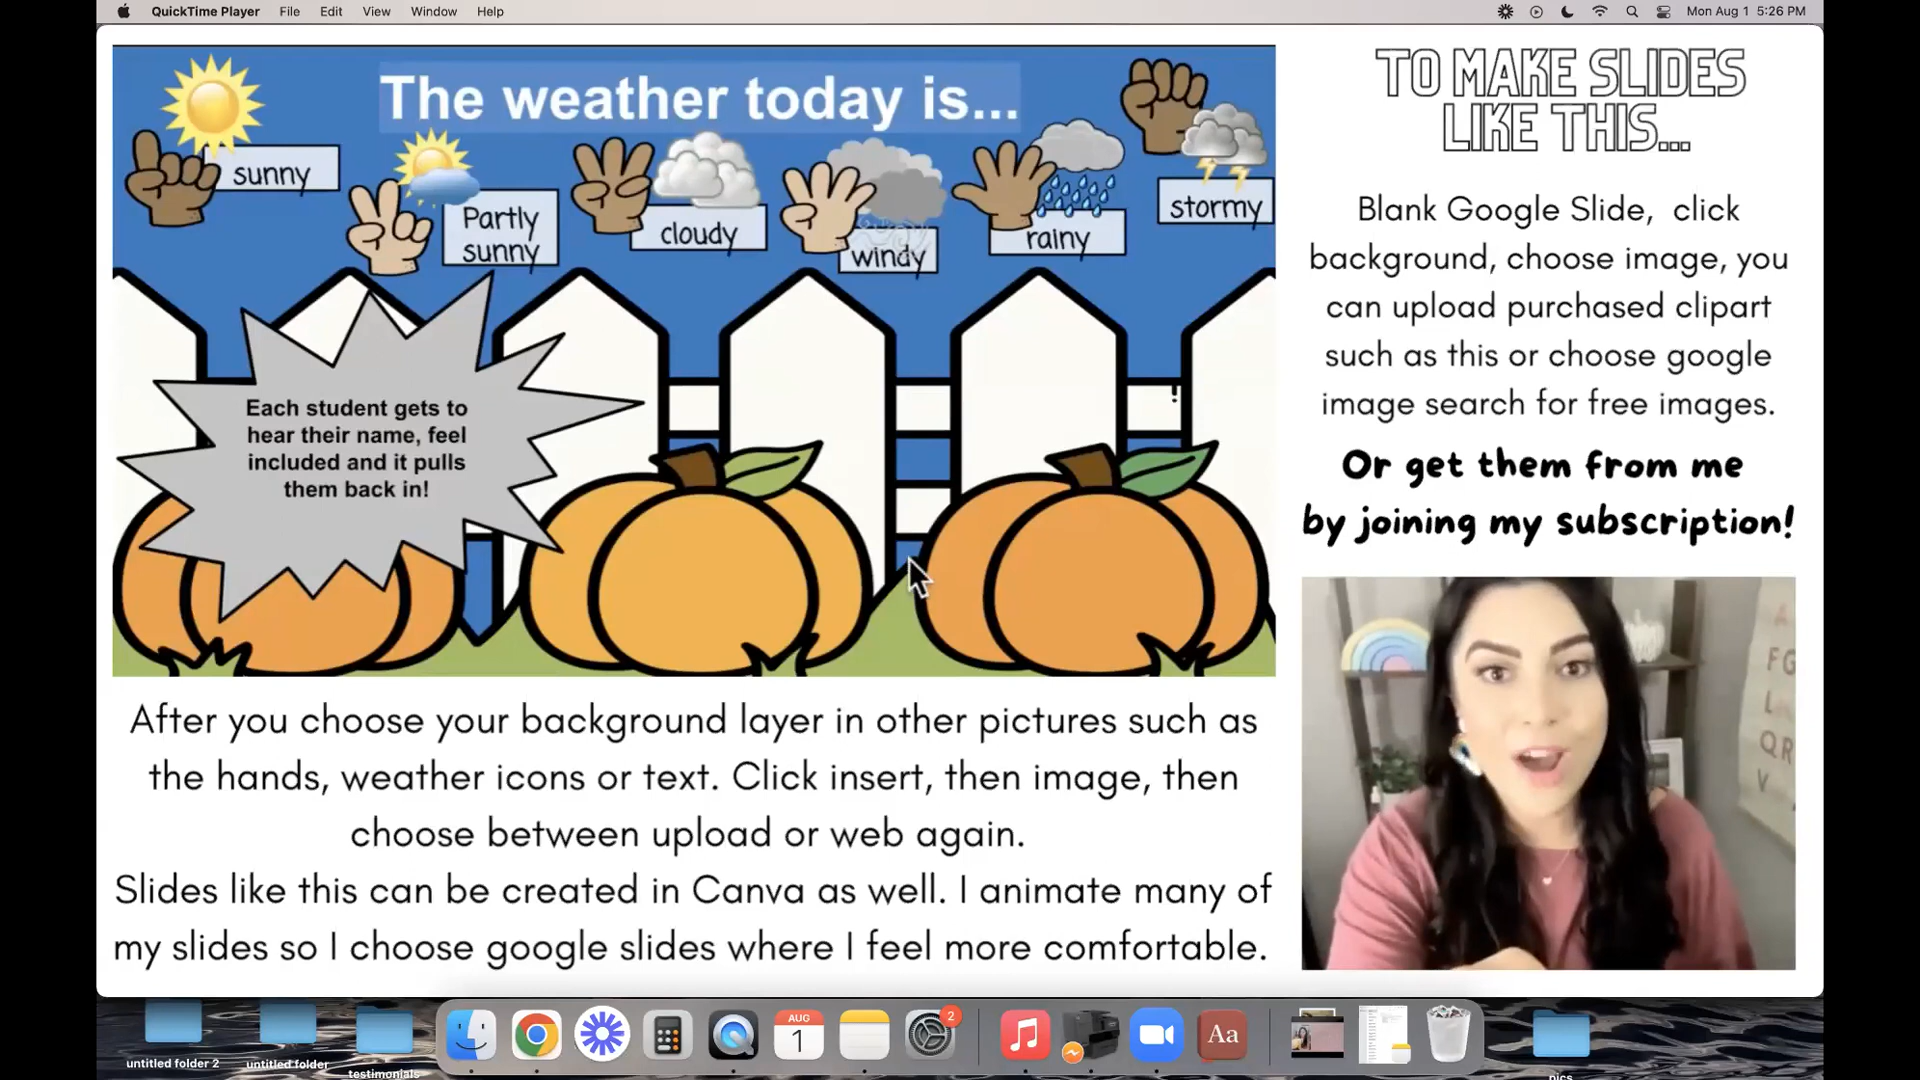 QuickTime Player File Edit View Window Help
Mon Aug 1 5:26 PM
The weather today is...
sunny
Partly
sunny
cloudy
windy
rainy
stormy
!
Each student gets to
hear their name, feel
included and it pulls
them back in!
TO MAKE SLIDES
LIKE THIS...
Blank Google Slide, click
background, choose image, you
can upload purchased clipart
such as this or choose google
image search for free images.
Or get them from me
by joining my subscription!
A
FG
L
QR
V
After you choose your background layer in other pictures such as
the hands, weather icons or text. Click insert, then image, then
choose between upload or web again.
Slides like this can be created in Canva as well. I animate many of
my slides so I choose google slides where I feel more comfortable.
untitled folder 2
untitled folder
testimonials
AUG
1
2
Aa
pics